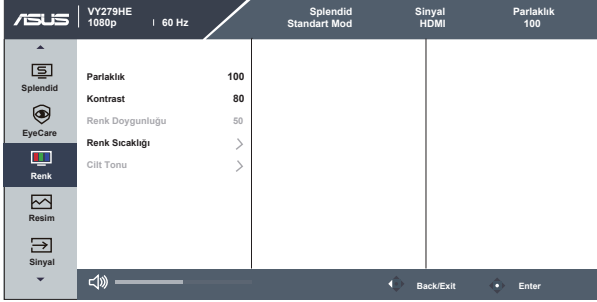 ASUS
VY279HE
1080p 60 Hz
Splendid
Standart Mod
Sinyal
HDMI
Parlaklık
100
Splendid
EyeCare
Renk
Resim
Sinyal
Parlaklık 100
Kontrast 80
Renk Doygunluğu 50
Renk Sıcaklığı
Cilt Tonu
Back/Exit
Enter